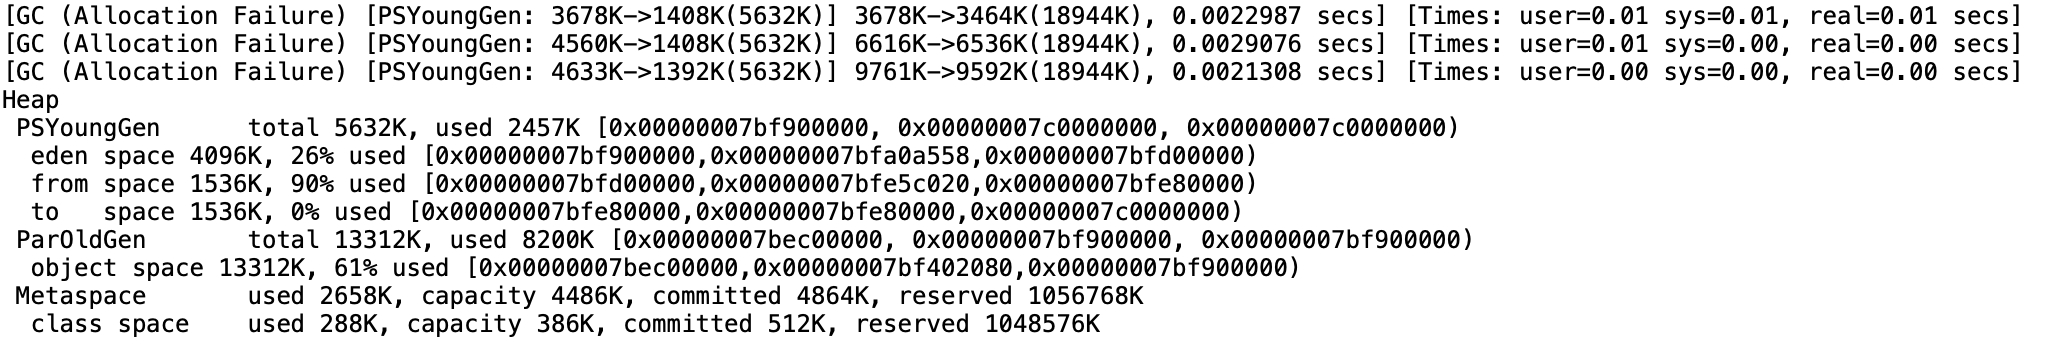 [GC (Allocation Failure) [PSYoungGen: 3678K->1408K(5632K)] 3678K->3464K(18944K), 0.0022987 secs] [Times: user=0.01 sys=0.01, real=0.01 secs]
[GC (Allocation Failure) [PSYoungGen: 4560K->1408K(5632K)] 6616K->6536K(18944K), 0.0029076 secs] [Times: user=0.01 sys=0.00, real=0.00 secs]
[GC (Allocation Failure) [PSYoungGen: 4633K->1392K(5632K)] 9761K->9592K(18944K), 0.0021308 secs] [Times: user=0.00 sys=0.00, real=0.00 secs]
Heap
 PSYoungGen      total 5632K, used 2457K [0x00000007bf900000, 0x00000007c0000000, 0x00000007c0000000)
  eden space 4096K, 26% used [0x00000007bf900000,0x00000007bfa0a558,0x00000007bfd00000)
  from space 1536K, 90% used [0x00000007bfd00000,0x00000007bfe5c020,0x00000007bfe80000)
  to   space 1536K, 0% used [0x00000007bfe80000,0x00000007bfe80000,0x00000007c0000000)
 ParOldGen       total 13312K, used 8200K [0x00000007bec00000, 0x00000007bf900000, 0x00000007bf900000)
  object space 13312K, 61% used [0x00000007bec00000,0x00000007bf402080,0x00000007bf900000)
 Metaspace       used 2658K, capacity 4486K, committed 4864K, reserved 1056768K
  class space    used 288K, capacity 386K, committed 512K, reserved 1048576K